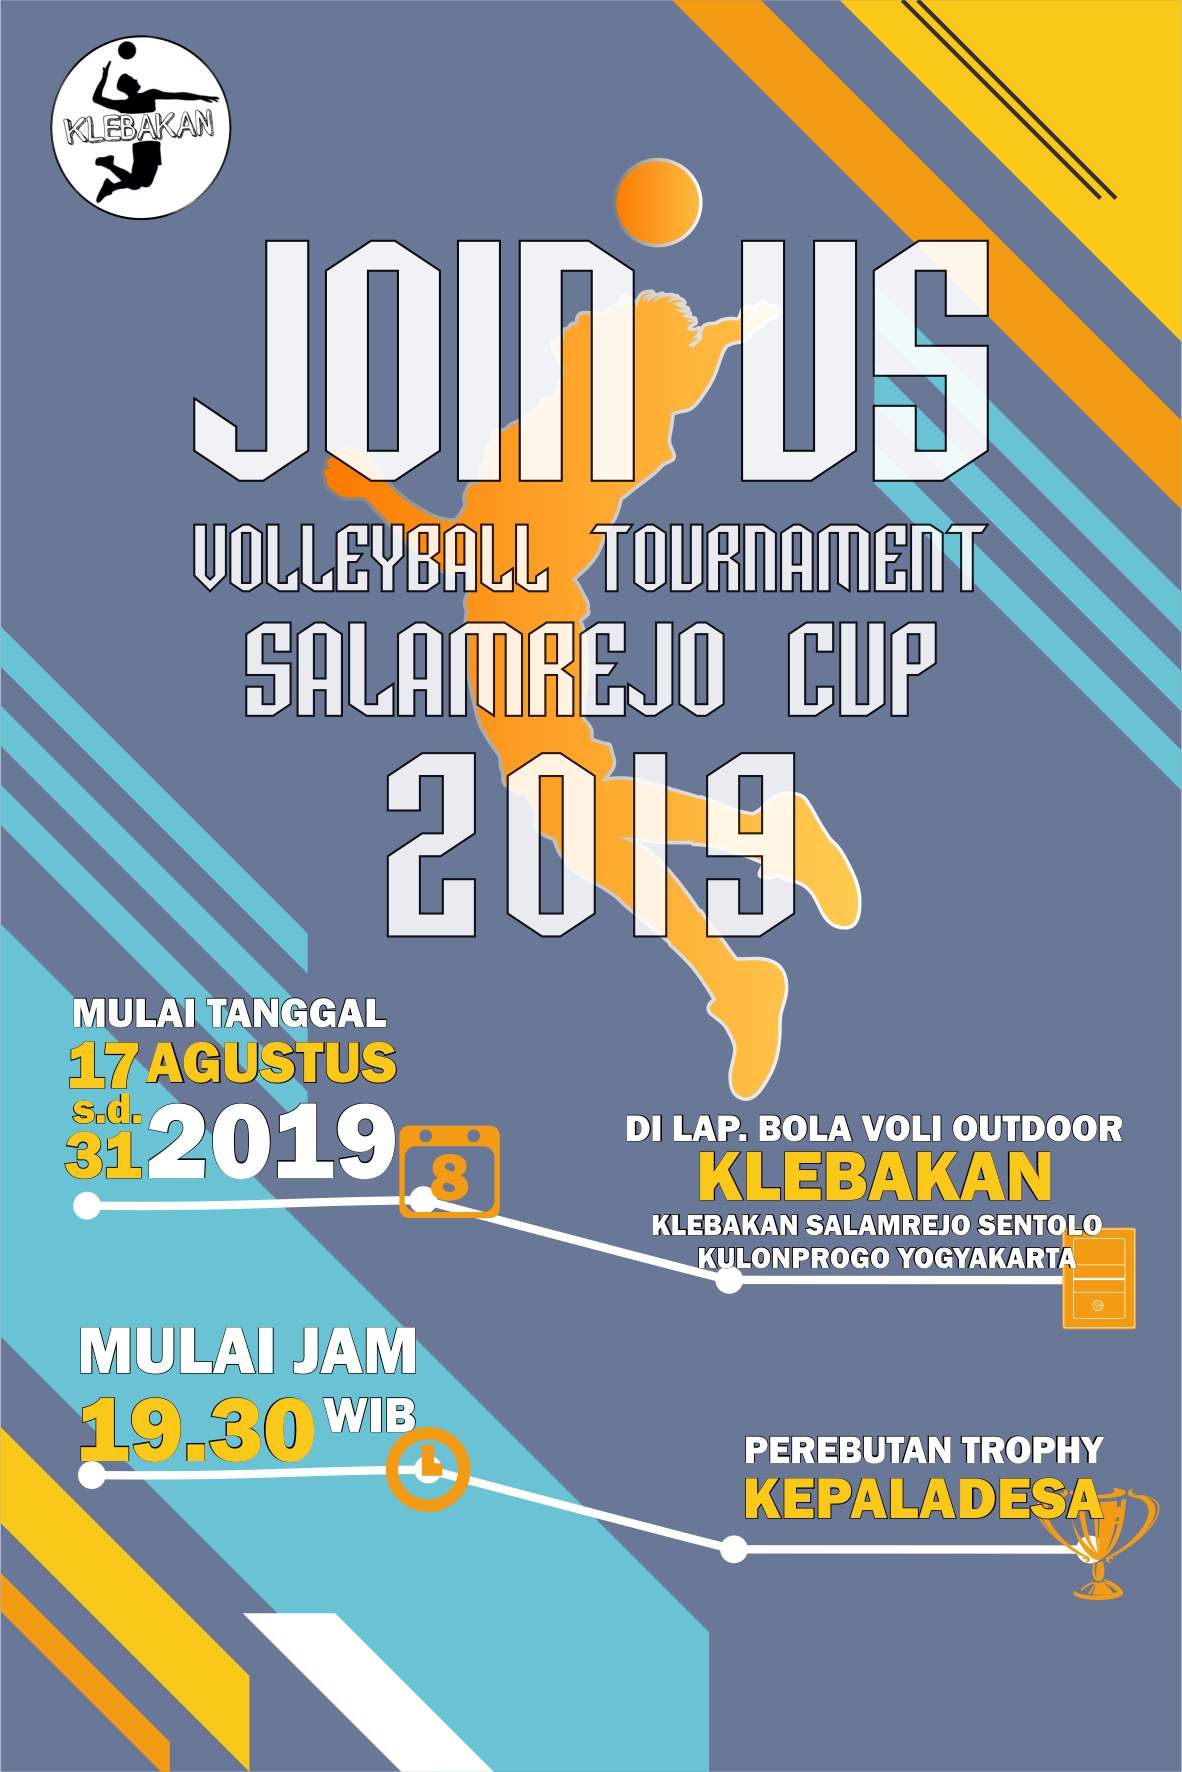 KLEBAKAN
JOIN US
VOLLEYBALL TOURNAMENT
SALAMREJO CUP
2019
MULAI TANGGAL
17 AGUSTUS
s.d.
31 2019
8
DI LAP. BOLA VOLI OUTDOOR
KLEBAKAN
KLEBAKAN SALAMREJO SENTOLO
KULONPROGO YOGYAKARTA
MULAI JAM
19.30 WIB
PEREBUTAN TROPHY
KEPALADESA